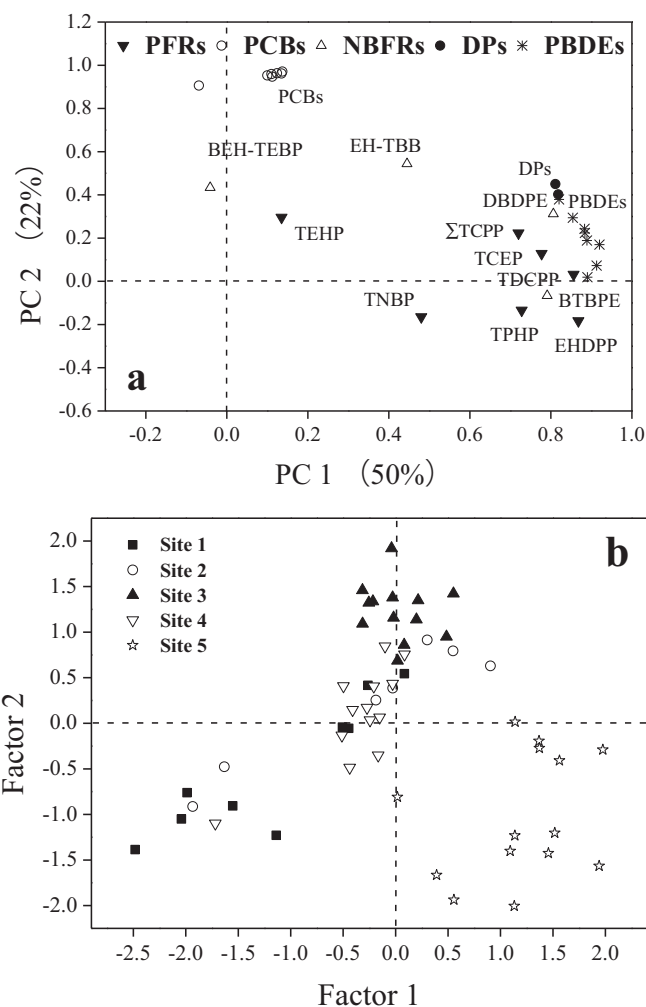 PFRs PCBs NBFRs DPs PBDEs
1.2
1.0
0.8
0.6
0.4
0.2
0.0
-0.2
-0.4
-0.6
PC 2 (22%)
PCBs
BEH-TEBP
EH-TBB
DPs
DBDPE
PBDEs
TEHP
ΣTCPP
TCEP
TDCPP
TNBP
BTBPE
TPHP
EHDPP
a
-0.2 0.0 0.2 0.4 0.6 0.8 1.0
PC 1 (50%)
Site 1
Site 2
Site 3
Site 4
Site 5
b
2.0
1.5
1.0
0.5
0.0
-0.5
-1.0
-1.5
-2.0
Factor 2
-2.5 -2.0 -1.5 -1.0 -0.5 0.0 0.5 1.0 1.5 2.0
Factor 1